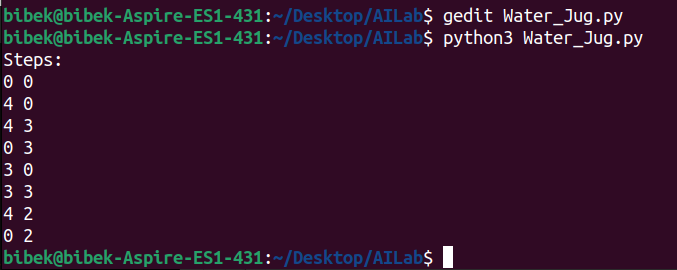 bibek@bibek-Aspire-ES1-431:~/Desktop/AILab$ gedit Water_Jug.py
bibek@bibek-Aspire-ES1-431:~/Desktop/AILab$ python3 Water_Jug.py
Steps:
0 0
4 0
4 3
0 3
3 0
3 3
4 2
0 2
bibek@bibek-Aspire-ES1-431:~/Desktop/AILab$